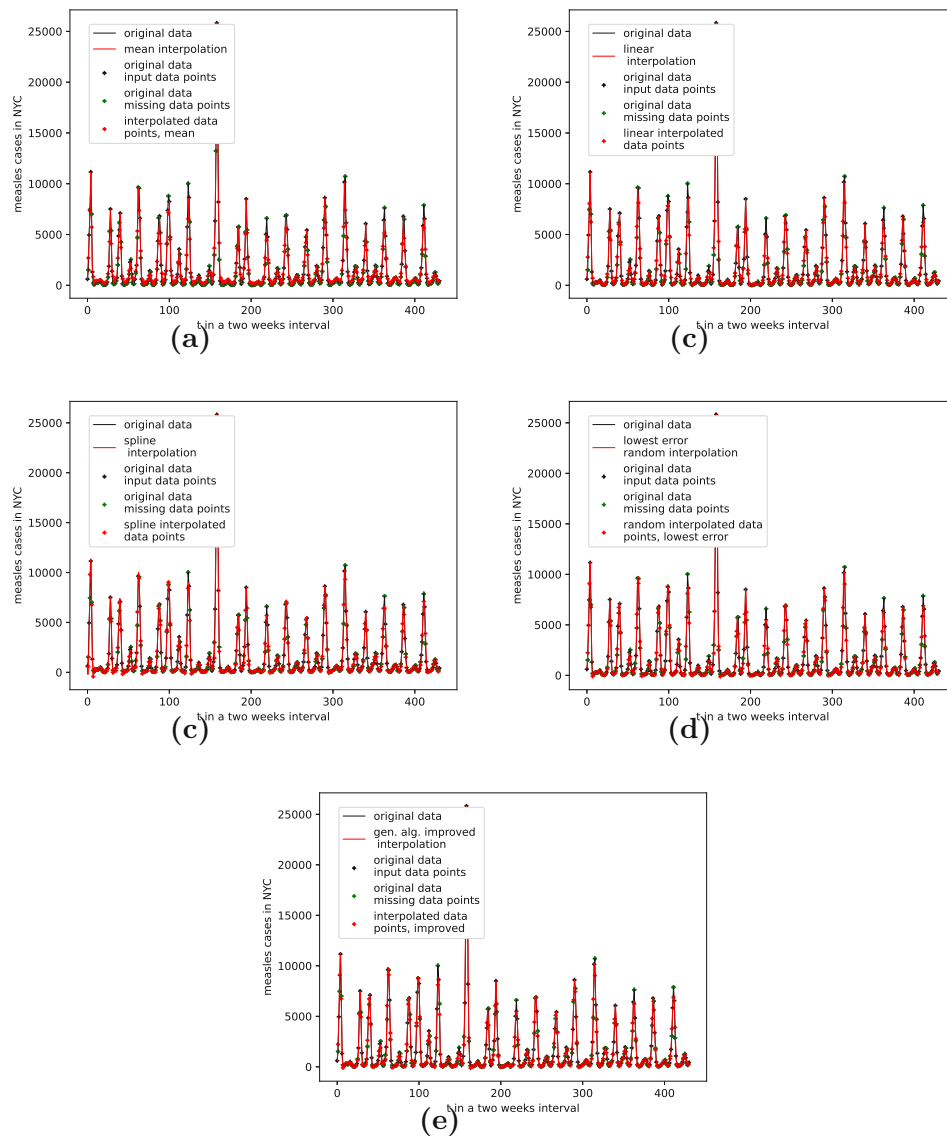 25000
20000
15000
10000
5000
0
measles cases in NYC
original data
mean interpolation
original data
input data points
original data
missing data points
interpolated data
points, mean
0 100 200 300 400
t in a two weeks interval
(a)
25000
20000
15000
10000
5000
0
measles cases in NYC
original data
linear
interpolation
original data
input data points
original data
missing data points
linear interpolated
data points
0 100 200 300 400
t in a two weeks interval
(c)
25000
20000
15000
10000
5000
0
measles cases in NYC
original data
spline
interpolation
original data
input data points
original data
missing data points
spline interpolated
data points
0 100 200 300 400
t in a two weeks interval
(c)
25000
20000
15000
10000
5000
0
measles cases in NYC
original data
lowest error
random interpolation
original data
input data points
original data
missing data points
random interpolated data
points, lowest error
0 100 200 300 400
t in a two weeks interval
(d)
25000
20000
15000
10000
5000
0
measles cases in NYC
original data
gen. alg. improved
interpolation
original data
input data points
original data
missing data points
interpolated data
points, improved
0 100 200 300 400
t in a two weeks interval
(e)